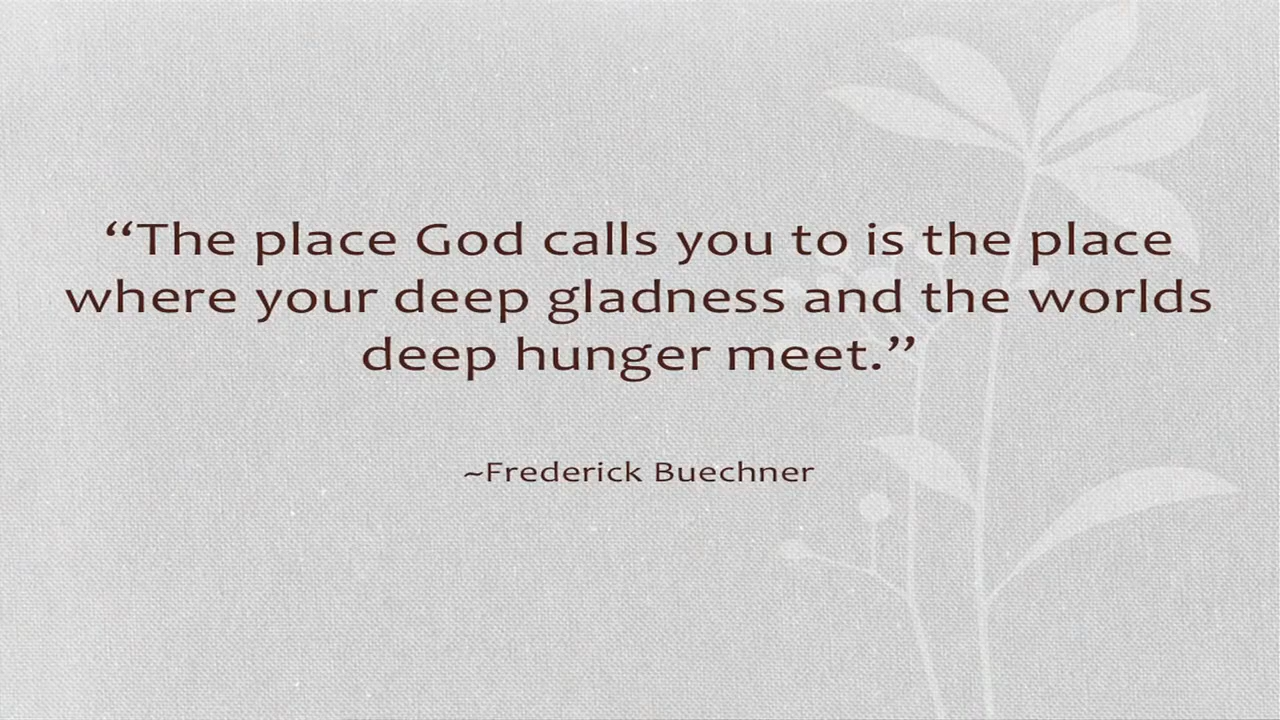 “The place God calls you to is the place
where your deep gladness and the worlds
deep hunger meet.”
~Frederick Buechner